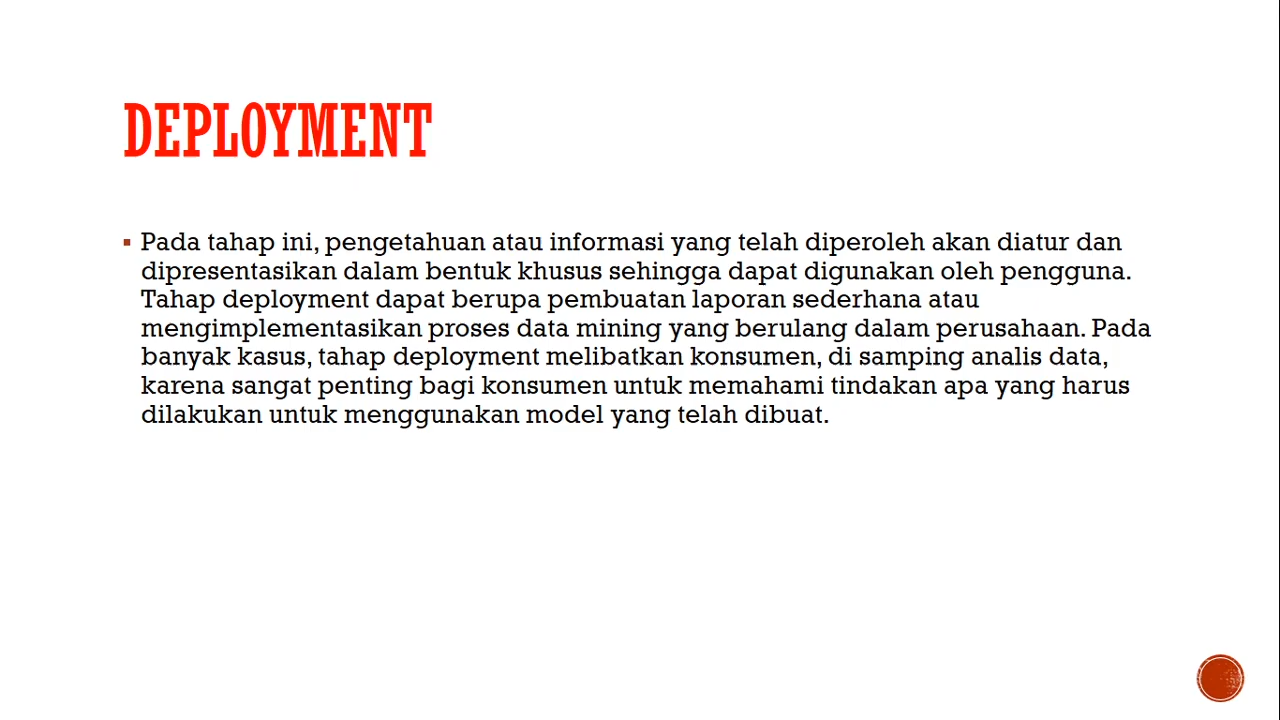 DEPLOYMENT
▪ Pada tahap ini, pengetahuan atau informasi yang telah diperoleh akan diatur dan
dipresentasikan dalam bentuk khusus sehingga dapat digunakan oleh pengguna.
Tahap deployment dapat berupa pembuatan laporan sederhana atau
mengimplementasikan proses data mining yang berulang dalam perusahaan. Pada
banyak kasus, tahap deployment melibatkan konsumen, di samping analis data,
karena sangat penting bagi konsumen untuk memahami tindakan apa yang harus
dilakukan untuk menggunakan model yang telah dibuat.